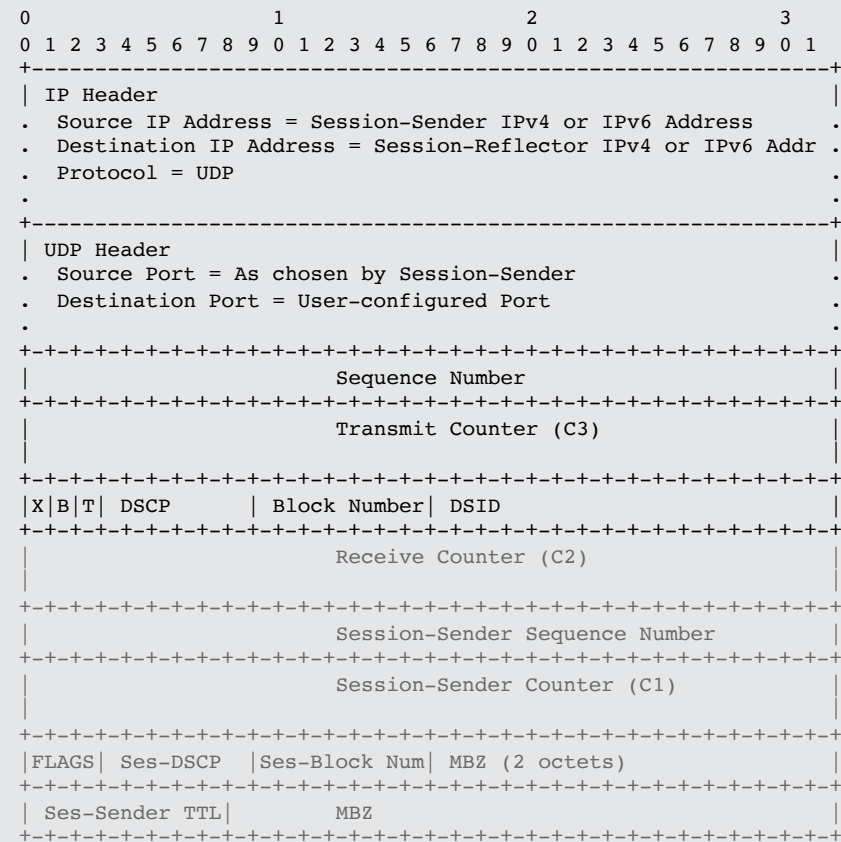 0                   1                   2                   3
0 1 2 3 4 5 6 7 8 9 0 1 2 3 4 5 6 7 8 9 0 1 2 3 4 5 6 7 8 9 0 1
+---------------------------------------------------------------+
| IP Header                                                     |
.  Source IP Address = Session-Sender IPv4 or IPv6 Address      .
.  Destination IP Address = Session-Reflector IPv4 or IPv6 Addr .
.  Protocol = UDP                                               .
.                                                               .
+---------------------------------------------------------------+
| UDP Header                                                    |
.  Source Port = As chosen by Session-Sender                    .
.  Destination Port = User-configured Port                      .
.                                                               .
+-+-+-+-+-+-+-+-+-+-+-+-+-+-+-+-+-+-+-+-+-+-+-+-+-+-+-+-+-+-+-+-+
|                        Sequence Number                        |
+-+-+-+-+-+-+-+-+-+-+-+-+-+-+-+-+-+-+-+-+-+-+-+-+-+-+-+-+-+-+-+-+
|                        Transmit Counter (C3)                  |
|                                                               |
+-+-+-+-+-+-+-+-+-+-+-+-+-+-+-+-+-+-+-+-+-+-+-+-+-+-+-+-+-+-+-+-+
|X|B|T| DSCP      | Block Number| DSID                          |
+-+-+-+-+-+-+-+-+-+-+-+-+-+-+-+-+-+-+-+-+-+-+-+-+-+-+-+-+-+-+-+-+
|                        Receive Counter (C2)                   |
|                                                               |
+-+-+-+-+-+-+-+-+-+-+-+-+-+-+-+-+-+-+-+-+-+-+-+-+-+-+-+-+-+-+-+-+
|                        Session-Sender Sequence Number         |
+-+-+-+-+-+-+-+-+-+-+-+-+-+-+-+-+-+-+-+-+-+-+-+-+-+-+-+-+-+-+-+-+
|                        Session-Sender Counter (C1)            |
|                                                               |
+-+-+-+-+-+-+-+-+-+-+-+-+-+-+-+-+-+-+-+-+-+-+-+-+-+-+-+-+-+-+-+-+
|FLAGS| Ses-DSCP  |Ses-Block Num| MBZ (2 octets)                |
+-+-+-+-+-+-+-+-+-+-+-+-+-+-+-+-+-+-+-+-+-+-+-+-+-+-+-+-+-+-+-+-+
| Ses-Sender TTL|        MBZ                                    |
+-+-+-+-+-+-+-+-+-+-+-+-+-+-+-+-+-+-+-+-+-+-+-+-+-+-+-+-+-+-+-+-+